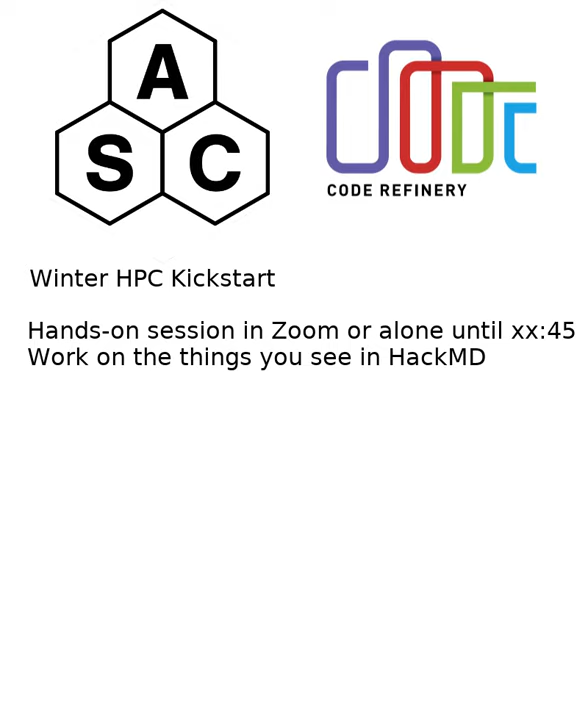 A
S C
CODE
CODE REFINERY
Winter HPC Kickstart
Hands-on session in Zoom or alone until xx:45
Work on the things you see in HackMD